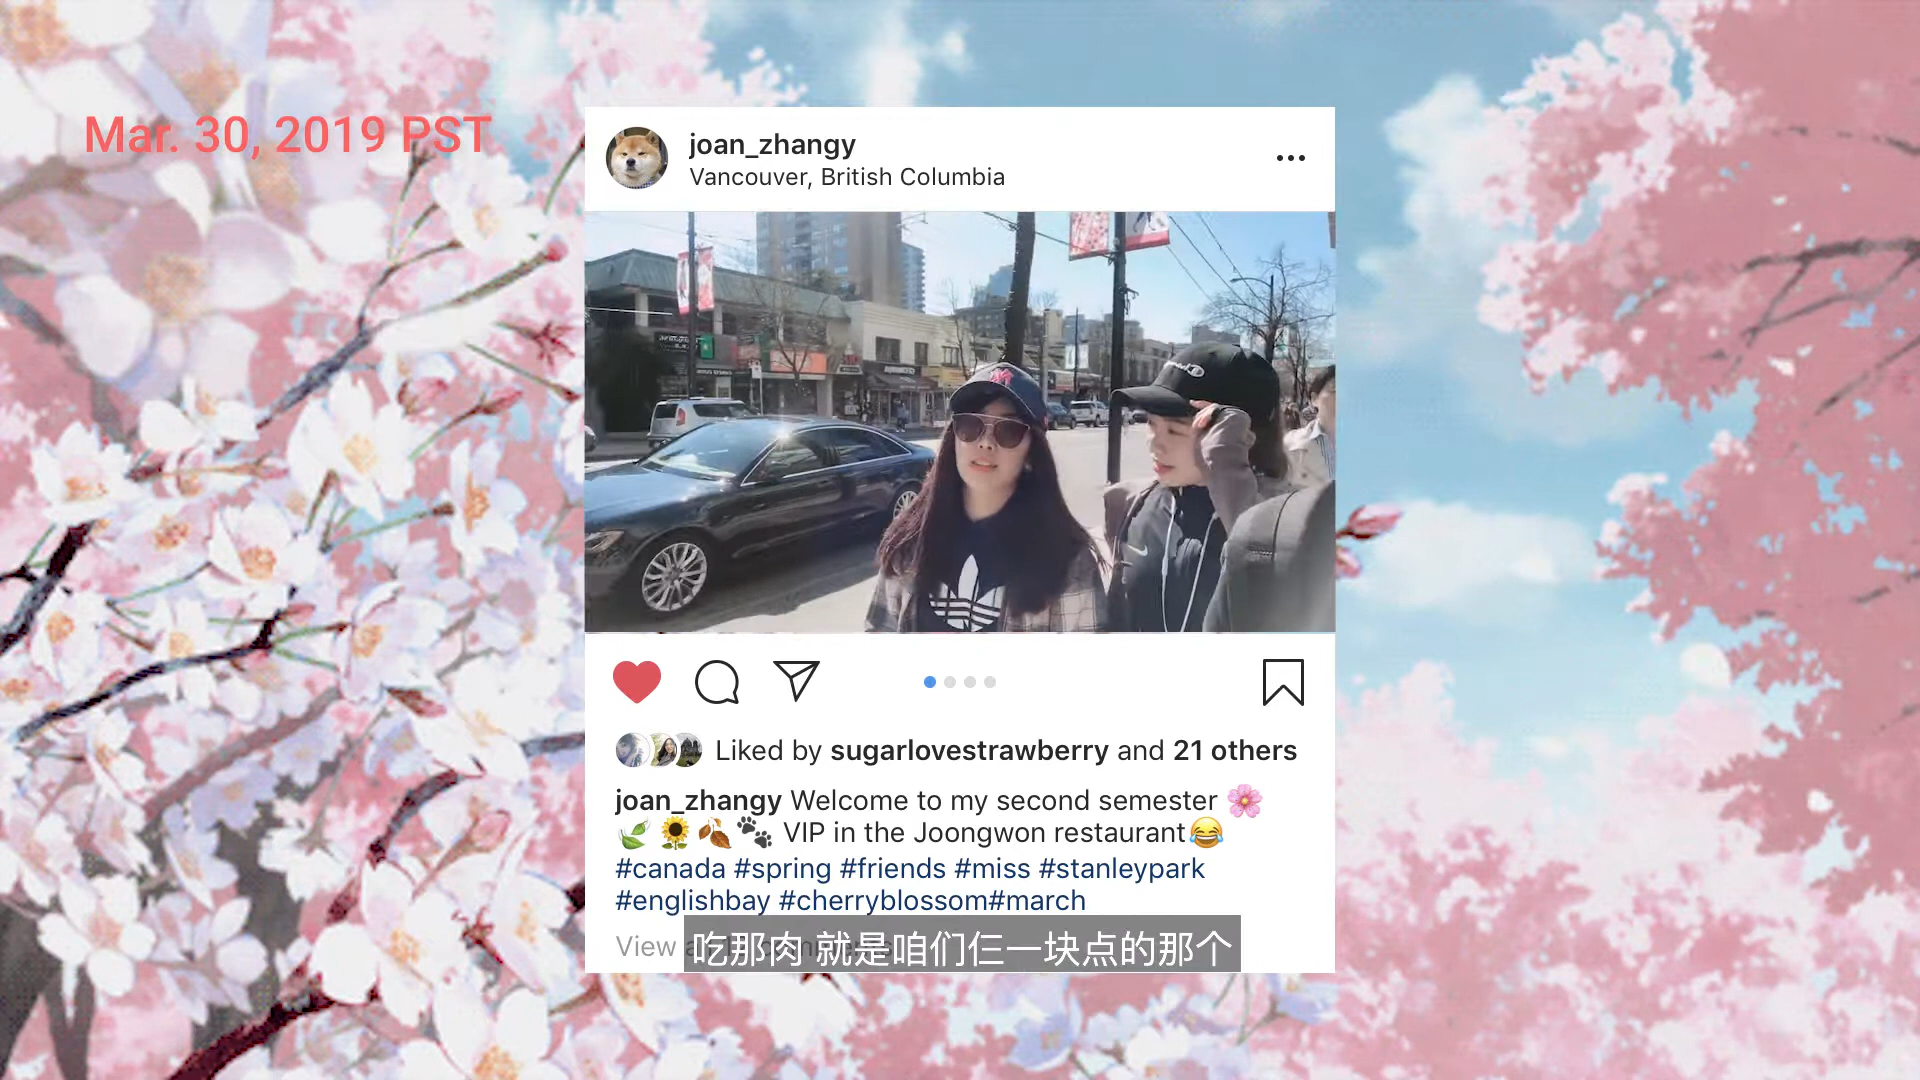 Mar. 30, 2019 PST
joan_zhangy
Vancouver, British Columbia
Liked by sugarlovestrawberry and 21 others
joan_zhangy Welcome to my second semester 🌸
🍃 🌻 🍂 🐾 VIP in the Joongwon restaurant😂
#canada #spring #friends #miss #stanleypark
#englishbay #cherryblossom#march
View
吃那肉 就是咱们仨一块点的那个